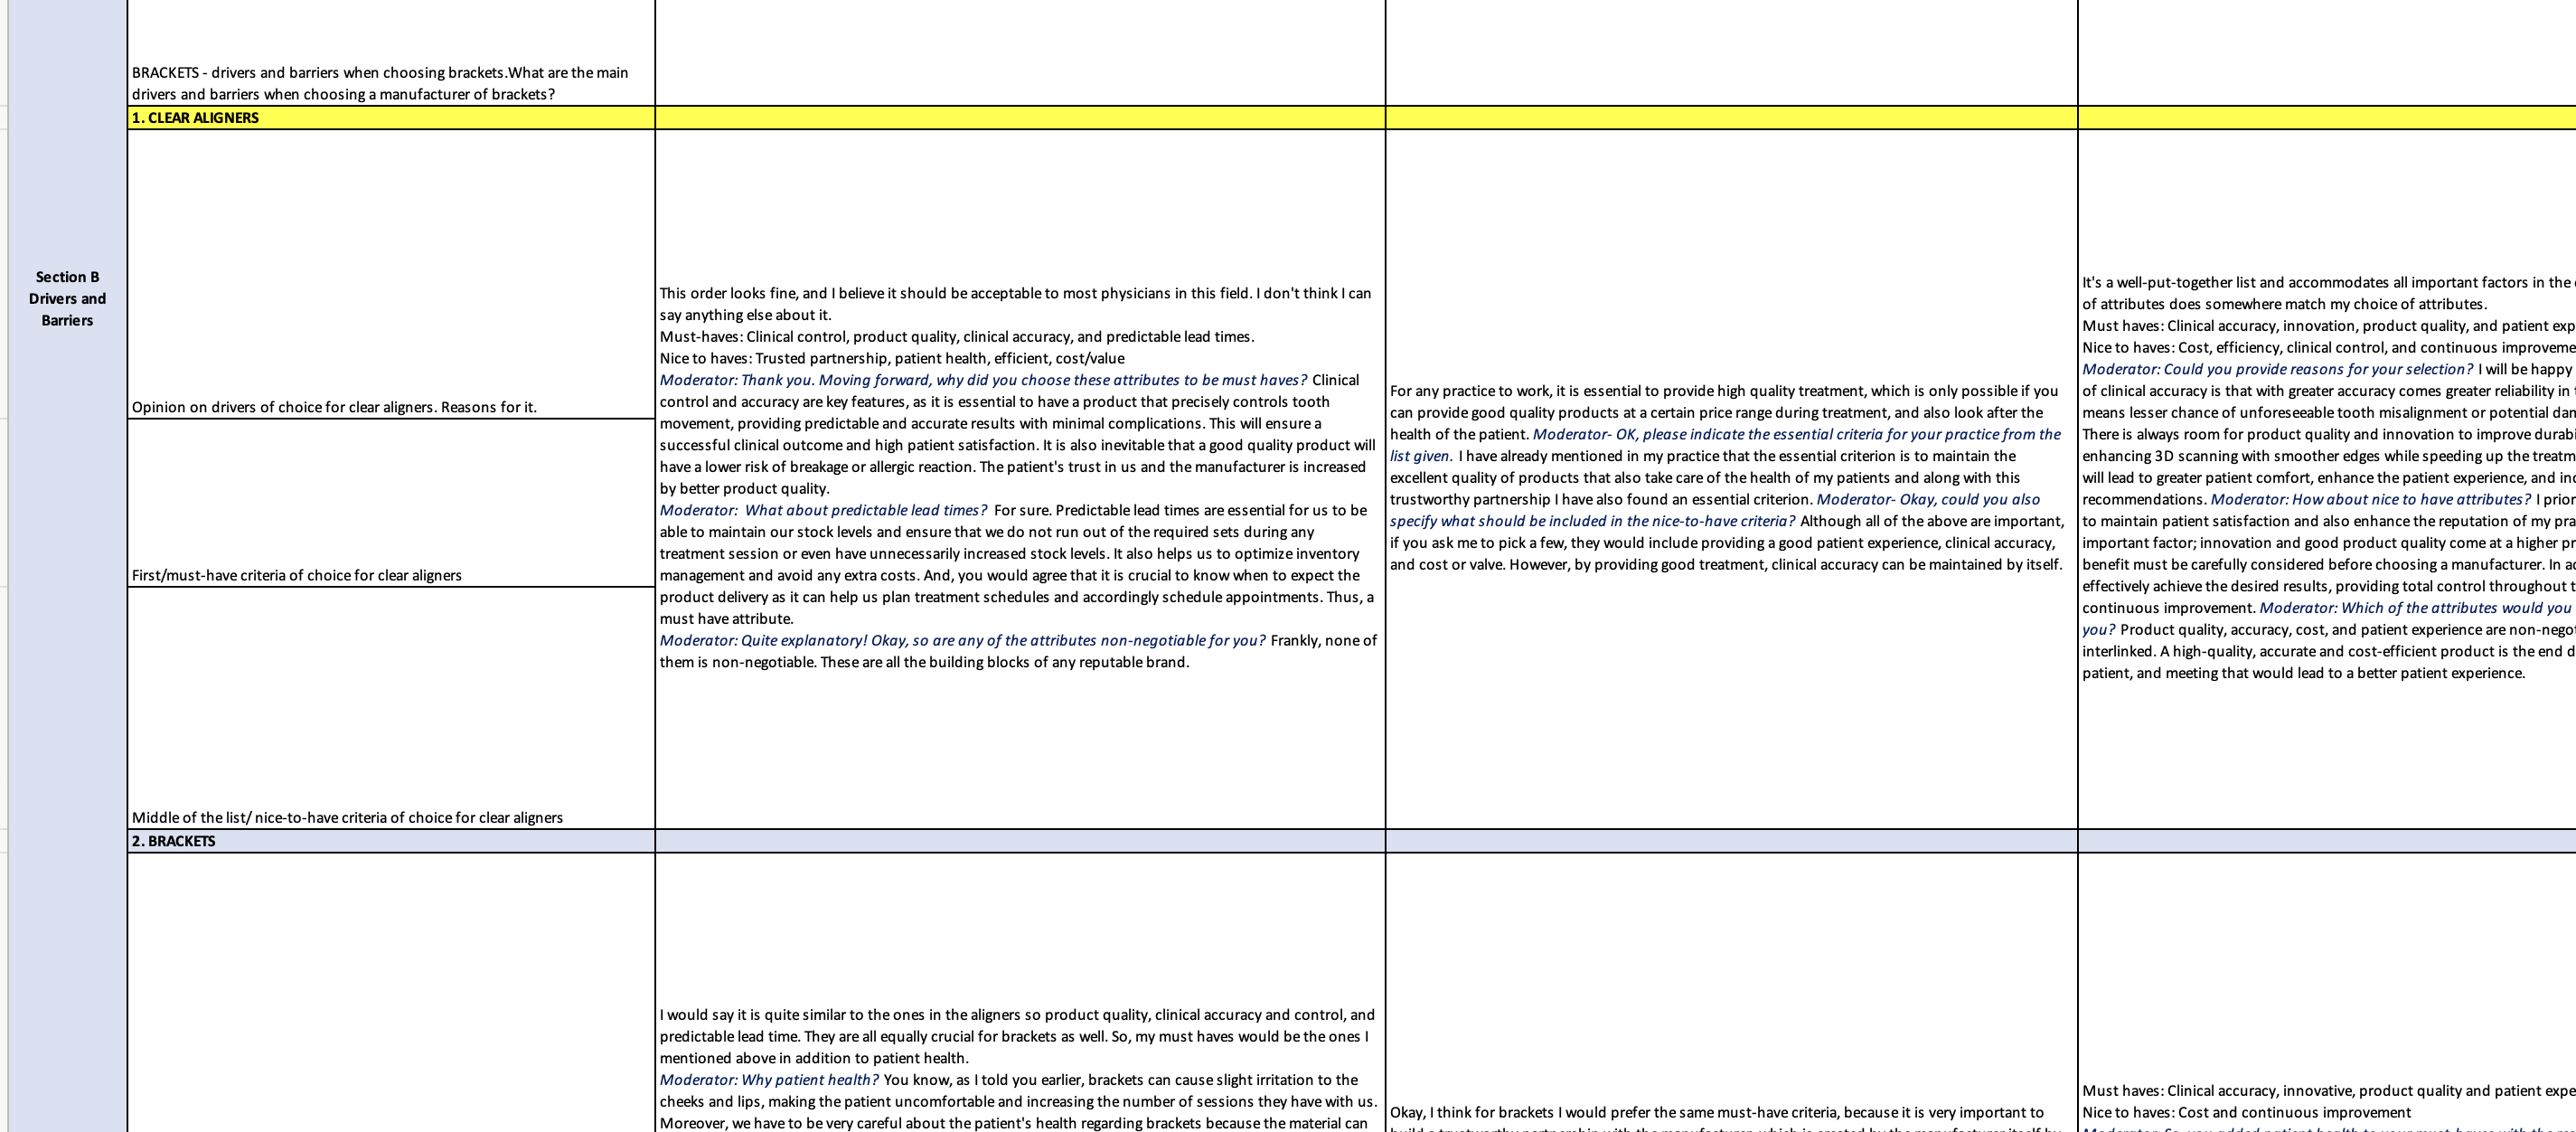 BRACKETS - drivers and barriers when choosing brackets.What are the main
drivers and barriers when choosing a manufacturer of brackets?
1. CLEAR ALIGNERS
Section B
Drivers and
Barriers
Opinion on drivers of choice for clear aligners. Reasons for it.
First/must-have criteria of choice for clear aligners
Middle of the list/ nice-to-have criteria of choice for clear aligners
This order looks fine, and I believe it should be acceptable to most physicians in this field. I don't think I can
say anything else about it.
Must-haves: Clinical control, product quality, clinical accuracy, and predictable lead times.
Nice to haves: Trusted partnership, patient health, efficient, cost/value
Moderator: Thank you. Moving forward, why did you choose these attributes to be must haves? Clinical
control and accuracy are key features, as it is essential to have a product that precisely controls tooth
movement, providing predictable and accurate results with minimal complications. This will ensure a
successful clinical outcome and high patient satisfaction. It is also inevitable that a good quality product will
have a lower risk of breakage or allergic reaction. The patient's trust in us and the manufacturer is increased
by better product quality.
Moderator:  What about predictable lead times?  For sure. Predictable lead times are essential for us to be
able to maintain our stock levels and ensure that we do not run out of the required sets during any
treatment session or even have unnecessarily increased stock levels. It also helps us to optimize inventory
management and avoid any extra costs. And, you would agree that it is crucial to know when to expect the
product delivery as it can help us plan treatment schedules and accordingly schedule appointments. Thus, a
must have attribute.
Moderator: Quite explanatory! Okay, so are any of the attributes non-negotiable for you? Frankly, none of
them is non-negotiable. These are all the building blocks of any reputable brand.
For any practice to work, it is essential to provide high quality treatment, which is only possible if you
can provide good quality products at a certain price range during treatment, and also look after the
health of the patient. Moderator- OK, please indicate the essential criteria for your practice from the
list given. I have already mentioned in my practice that the essential criterion is to maintain the
excellent quality of products that also take care of the health of my patients and along with this
trustworthy partnership I have also found an essential criterion. Moderator- Okay, could you also
specify what should be included in the nice-to-have criteria? Although all of the above are important,
if you ask me to pick a few, they would include providing a good patient experience, clinical accuracy,
and cost or valve. However, by providing good treatment, clinical accuracy can be maintained by itself.
It's a well-put-together list and accommodates all important factors in the
of attributes does somewhere match my choice of attributes.
Must haves: Clinical accuracy, innovation, product quality, and patient exp
Nice to haves: Cost, efficiency, clinical control, and continuous improveme
Moderator: Could you provide reasons for your selection? I will be happy
of clinical accuracy is that with greater accuracy comes greater reliability in
means lesser chance of unforeseeable tooth misalignment or potential dam
There is always room for product quality and innovation to improve durabi
enhancing 3D scanning with smoother edges while speeding up the treatm
will lead to greater patient comfort, enhance the patient experience, and inc
recommendations. Moderator: How about nice to have attributes? I prior
to maintain patient satisfaction and also enhance the reputation of my pra
important factor; innovation and good product quality come at a higher pr
benefit must be carefully considered before choosing a manufacturer. In ac
effectively achieve the desired results, providing total control throughout t
continuous improvement. Moderator: Which of the attributes would you
you? Product quality, accuracy, cost, and patient experience are non-negot
interlinked. A high-quality, accurate and cost-efficient product is the end d
patient, and meeting that would lead to a better patient experience.
2. BRACKETS
I would say it is quite similar to the ones in the aligners so product quality, clinical accuracy and control, and
predictable lead time. They are all equally crucial for brackets as well. So, my must haves would be the ones I
mentioned above in addition to patient health.
Moderator: Why patient health? You know, as I told you earlier, brackets can cause slight irritation to the
cheeks and lips, making the patient uncomfortable and increasing the number of sessions they have with us.
Moreover, we have to be very careful about the patient's health regarding brackets because the material can
Okay, I think for brackets I would prefer the same must-have criteria, because it is very important to
build a trustworthy partnership with the manufacturer, which is created by the manufacturer itself by
Must haves: Clinical accuracy, innovative, product quality and patient expe
Nice to haves: Cost and continuous improvement
Moderator: So, you added patient health to your must-haves with the